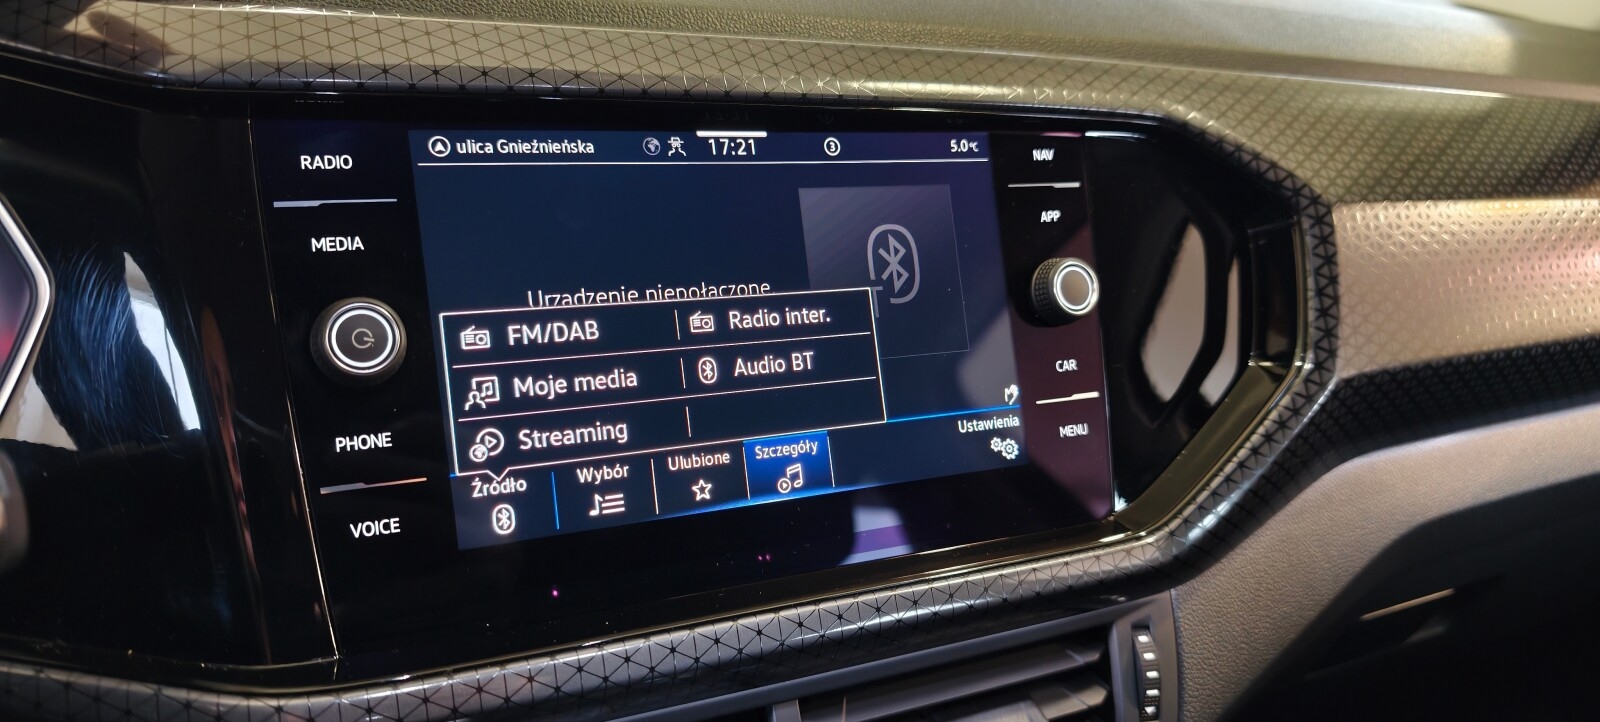 RADIO
MEDIA
PHONE
VOICE
ulica Gnieźnieńska
17:21
3
5.0°C
Urządzenie niepołączone.
FM/DAB
Radio inter.
Moje media
Audio BT
Streaming
Źródło
Wybór
Ulubione
Szczegóły
Ustawienia
NAV
APP
CAR
MENU